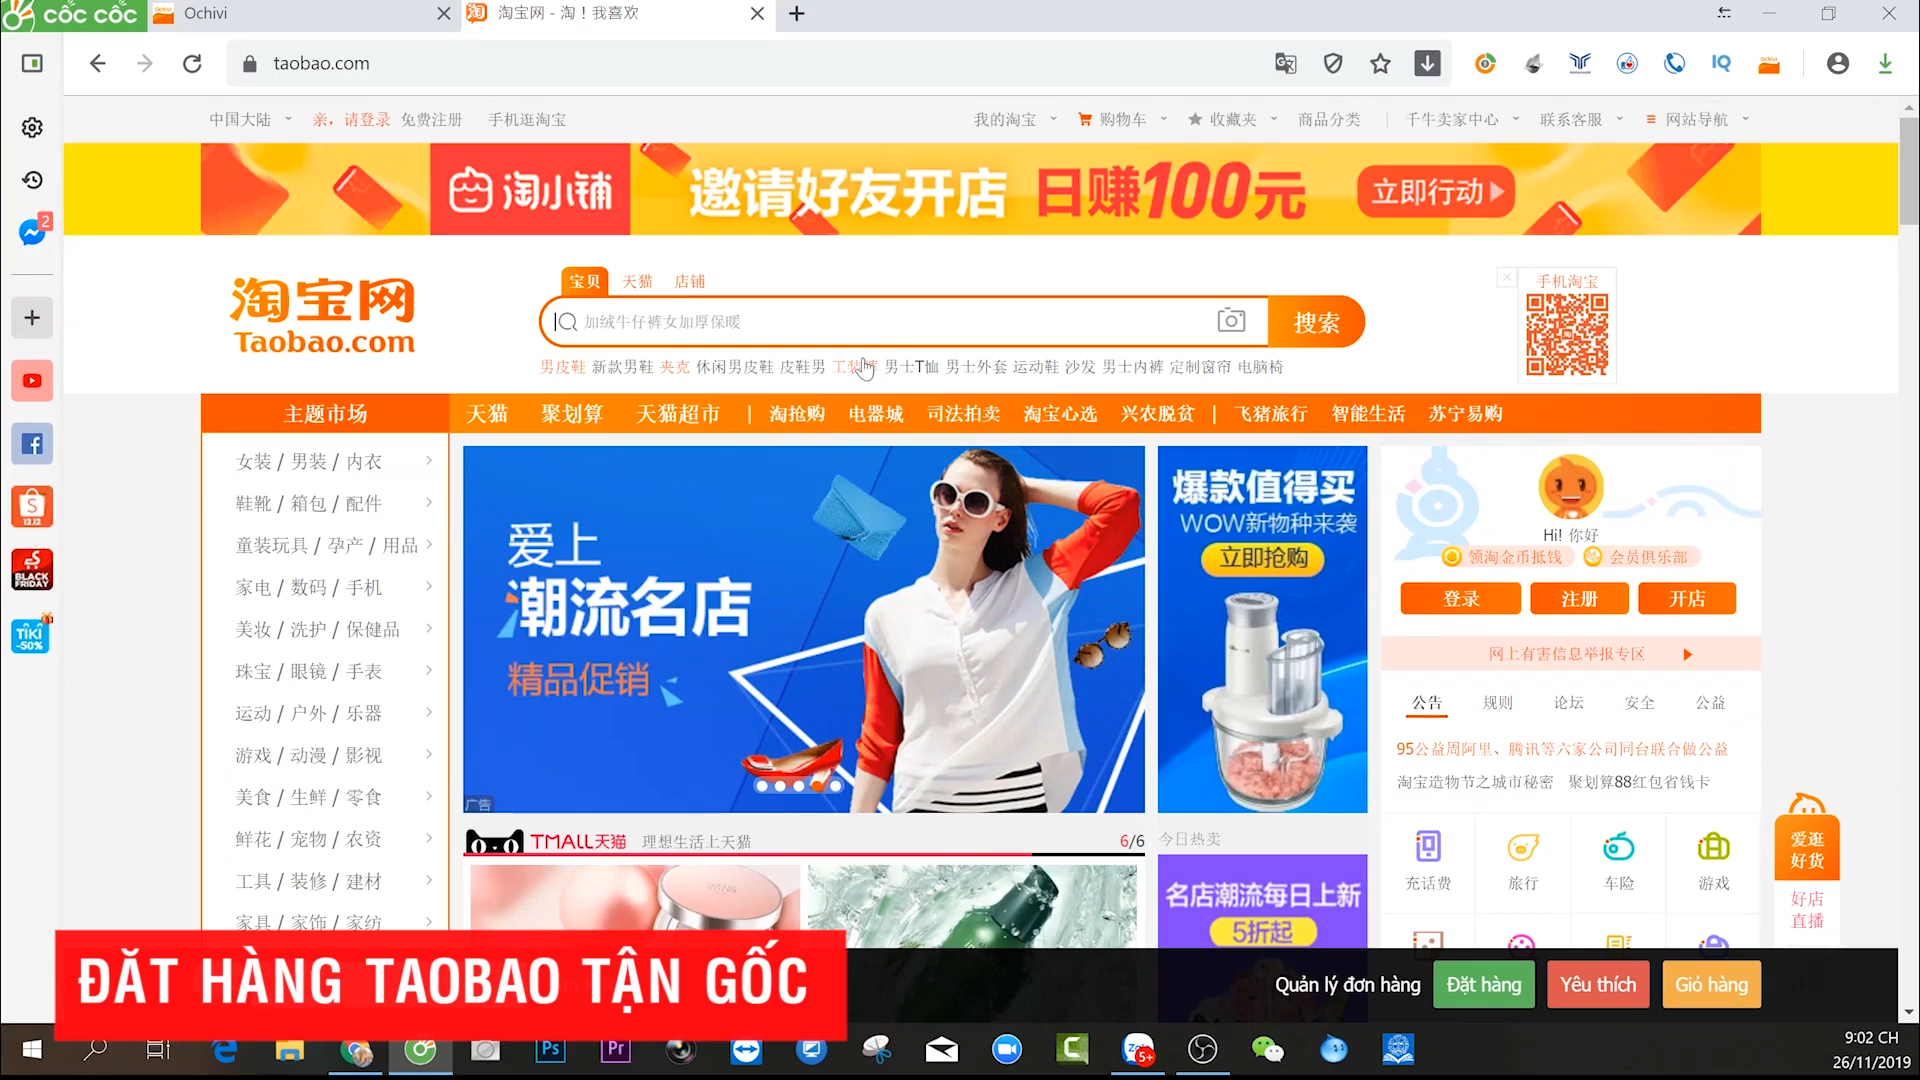 cốc cốc
Ochivi
淘宝网 - 淘！我喜欢
taobao.com
IQ
2
中国大陆 亲，请登录 免费注册 手机逛淘宝
我的淘宝 购物车 收藏夹 商品分类 千牛卖家中心 联系客服 网站导航
淘小铺 邀请好友开店 日赚100元 立即行动
淘宝网
Taobao.com
宝贝 天猫 店铺
加绒牛仔裤女加厚保暖
搜索
男皮鞋 新款男鞋 夹克 休闲男皮鞋 皮鞋男 男士T恤 男士外套 运动鞋 沙发 男士内裤 定制窗帘 电脑椅
手机淘宝
主题市场 天猫 聚划算 天猫超市 | 淘抢购 电器城 司法拍卖 淘宝心选 兴农脱贫 | 飞猪旅行 智能生活 苏宁易购
女装 / 男装 / 内衣
鞋靴 / 箱包 / 配件
童装玩具 / 孕产 / 用品
家电 / 数码 / 手机
美妆 / 洗护 / 保健品
珠宝 / 眼镜 / 手表
运动 / 户外 / 乐器
游戏 / 动漫 / 影视
美食 / 生鲜 / 零食
鲜花 / 宠物 / 农资
工具 / 装修 / 建材
家具 / 家饰 / 家纺
12.12
BLACK
FRIDAY
TIKI
-50%
爱上
潮流名店
精品促销
广告
爆款值得买
WOW新物种来袭
立即抢购
Hi! 你好
领淘金币抵钱 会员俱乐部
登录 注册 开店
网上有害信息举报专区
公告 规则 论坛 安全 公益
95公益周阿里、腾讯等六家公司同台联合做公益
淘宝造物节之城市秘密 聚划算88红包省钱卡
TMALL天猫 理想生活上天猫 6/6
今日热卖
名店潮流每日上新
5折起
充话费 旅行 车险 游戏
爱逛
好货
好店
直播
ĐẶT HÀNG TAOBAO TẬN GỐC
Quản lý đơn hàng Đặt hàng Yêu thích Giỏ hàng
Ps Pr 5+
9:02 CH
26/11/2019